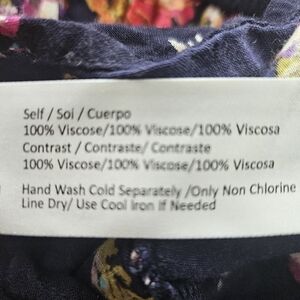 Self / Soi / Cuerpo
100% Viscose/100% Viscose/100% Viscosa
Contrast / Contraste/ Contraste
100% Viscose/100% Viscose/100% Viscosa
Hand Wash Cold Separately /Only Non Chlorine
Line Dry/ Use Cool Iron If Needed